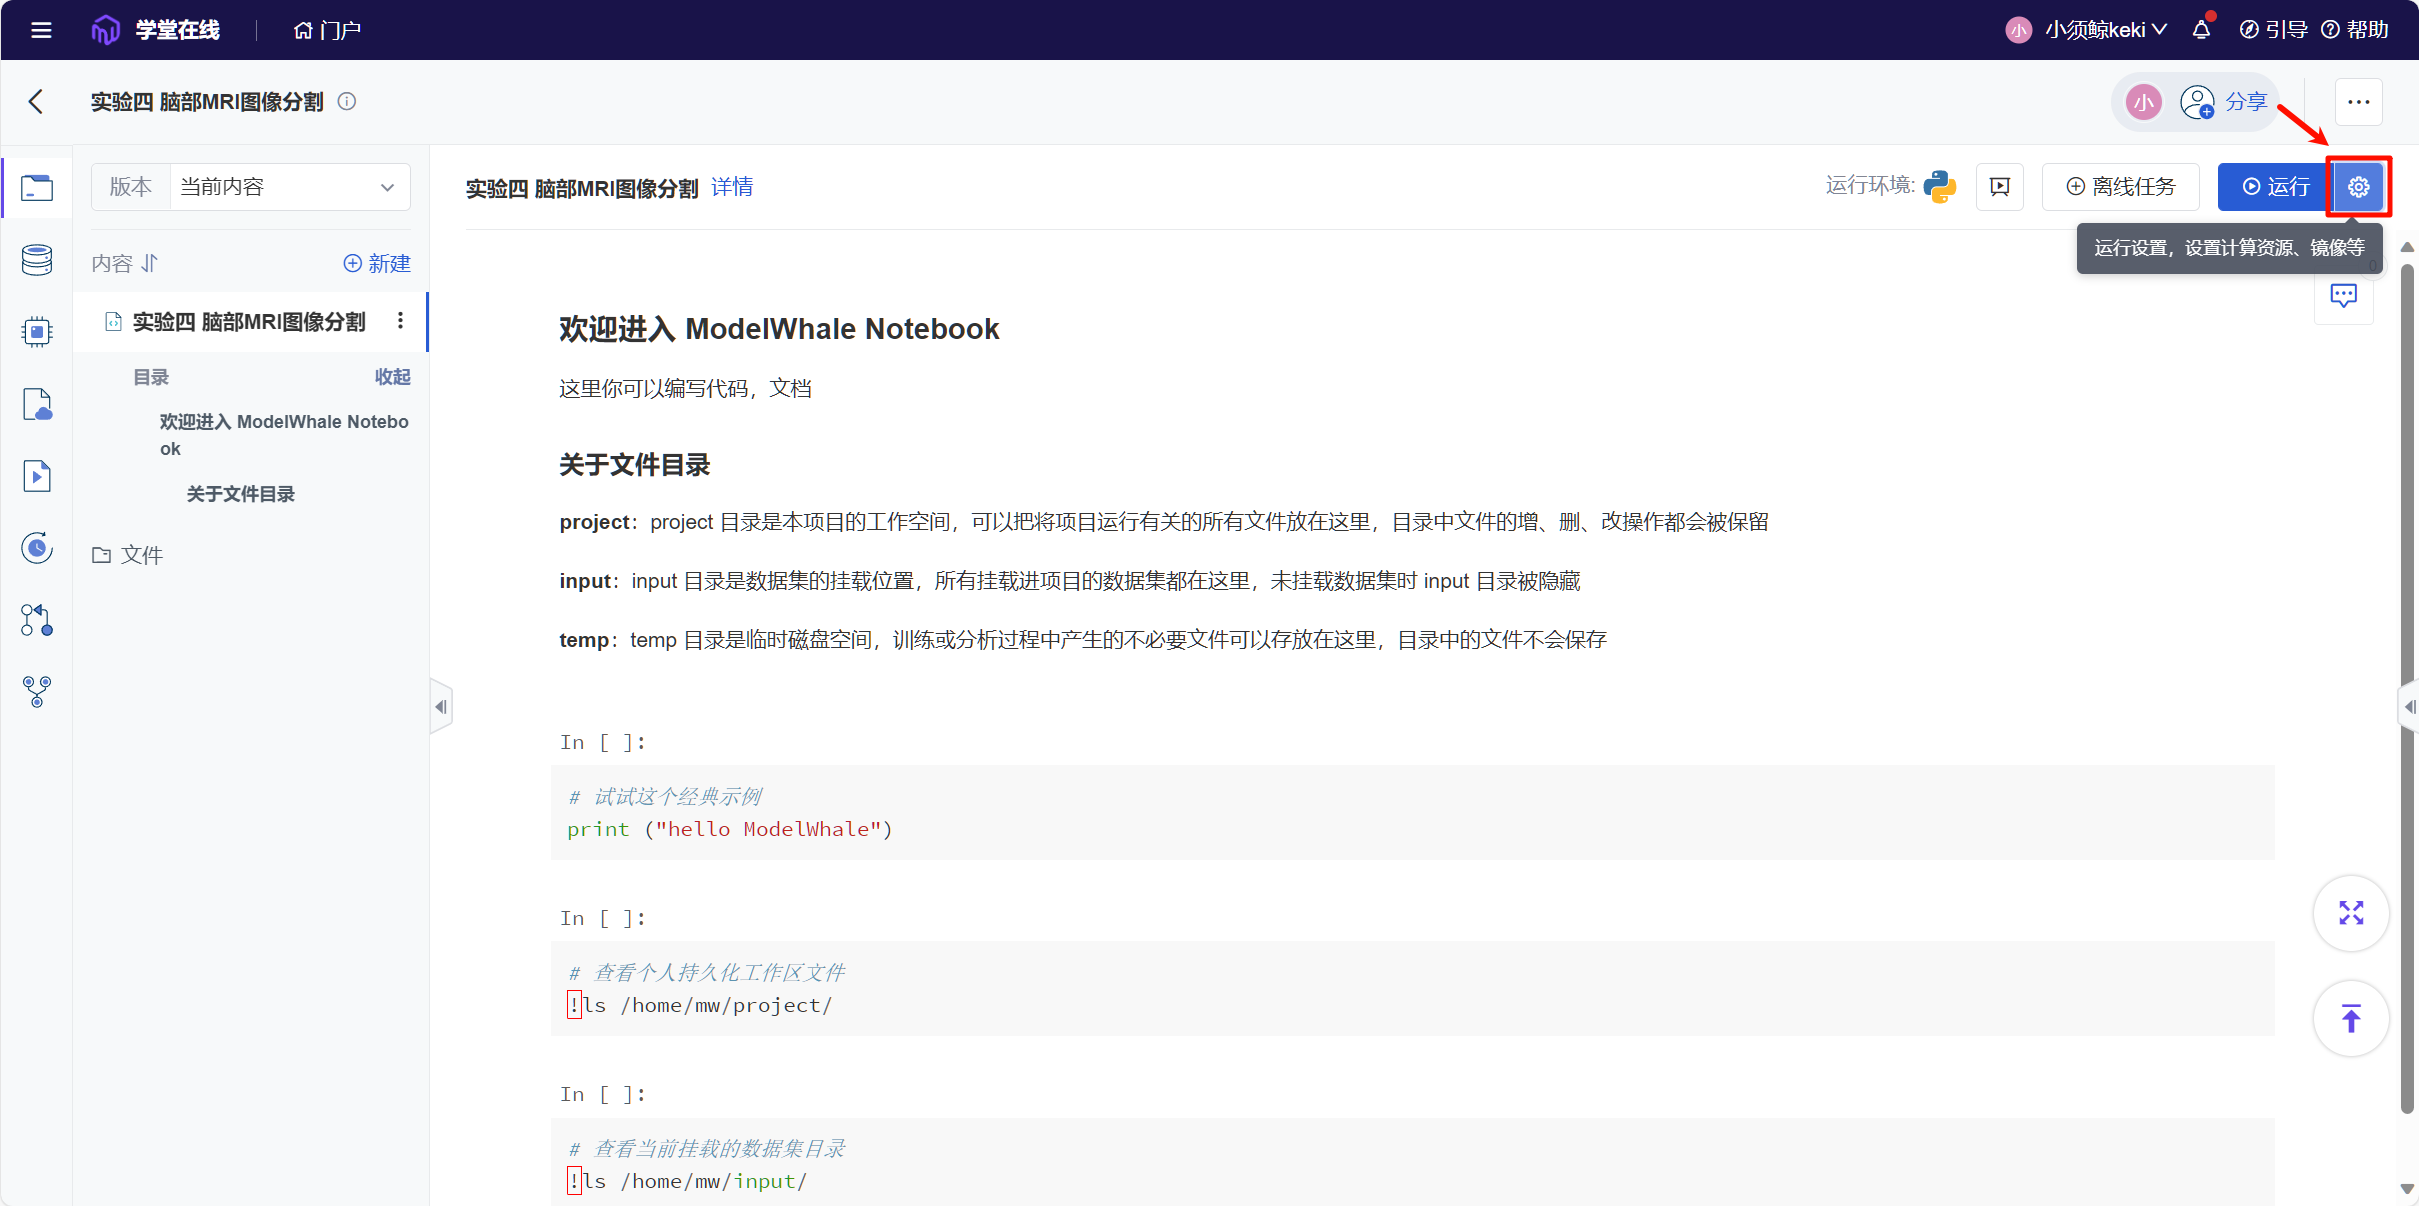 学堂在线
门户
小
小须鲸keki
引导
帮助
实验四 脑部MRI图像分割
小
分享
版本
当前内容
内容
新建
实验四 脑部MRI图像分割
目录
收起
欢迎进入 ModelWhale Notebo
ok
关于文件目录
文件
实验四 脑部MRI图像分割 详情
运行环境:
离线任务
运行
运行设置，设置计算资源、镜像等
0
欢迎进入 ModelWhale Notebook
这里你可以编写代码，文档
关于文件目录
project：project 目录是本项目的工作空间，可以把将项目运行有关的所有文件放在这里，目录中文件的增、删、改操作都会被保留
input：input 目录是数据集的挂载位置，所有挂载进项目的数据集都在这里，未挂载数据集时 input 目录被隐藏
temp：temp 目录是临时磁盘空间，训练或分析过程中产生的不必要文件可以存放在这里，目录中的文件不会保存
In [ ]:
# 试试这个经典示例
print ("hello ModelWhale")
In [ ]:
# 查看个人持久化工作区文件
!ls /home/mw/project/
In [ ]:
# 查看当前挂载的数据集目录
!ls /home/mw/input/